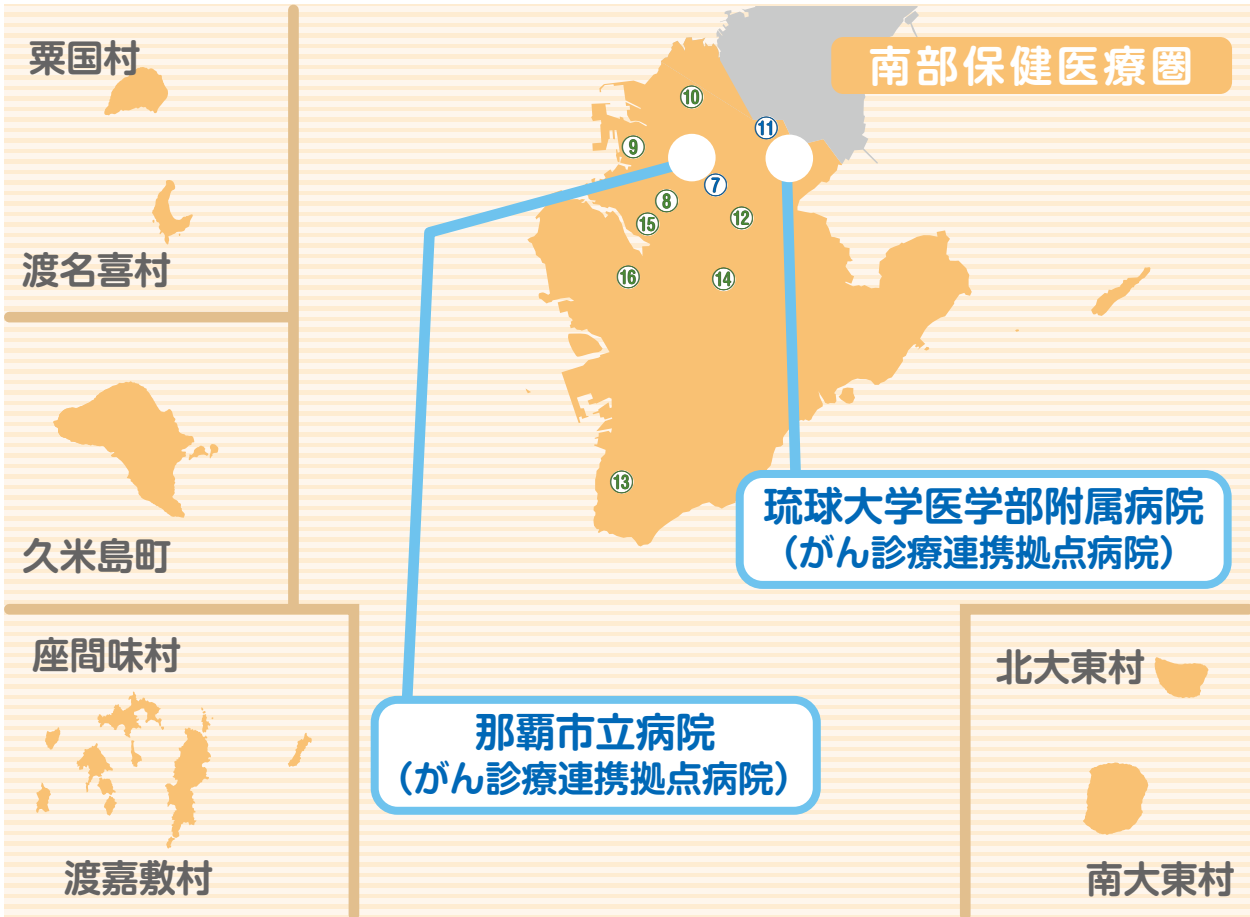 南部保健医療圏
粟国村
渡名喜村
久米島町
座間味村
渡嘉敷村
⑩
⑪
⑨
⑦
⑧
⑫
⑮
⑯
⑭
⑬
琉球大学医学部附属病院
(がん診療連携拠点病院)
那覇市立病院
(がん診療連携拠点病院)
北大東村
南大東村